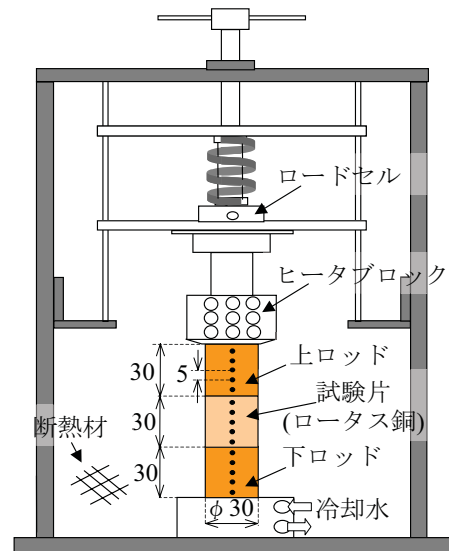 ロードセル
ヒータブロック
上ロッド
30
5
試験片
(ロータス銅)
30
断熱材
下ロッド
30
φ 30
冷却水